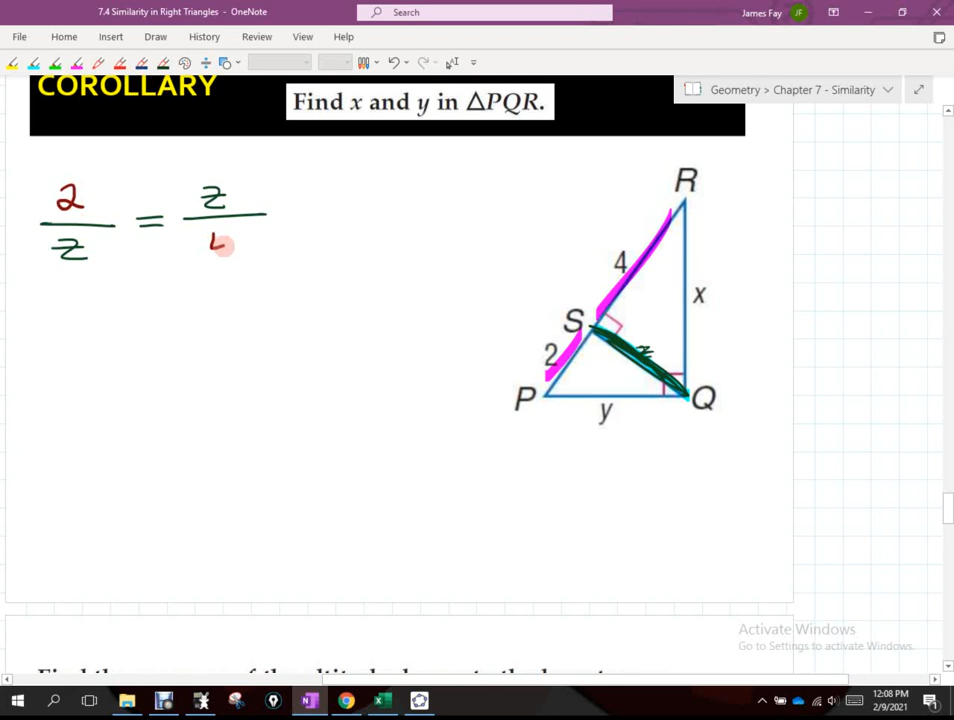 7.4 Similarity in Right Triangles - OneNote
Search
James Fay
JF
File Home Insert Draw History Review View Help
COROLLARY
Find x and y in △PQR.
Geometry > Chapter 7 - Similarity
2/z = z/4
R
4
x
S
z
2
P
Q
y
Activate Windows
Go to Settings to activate Windows.
12:08 PM
2/9/2021